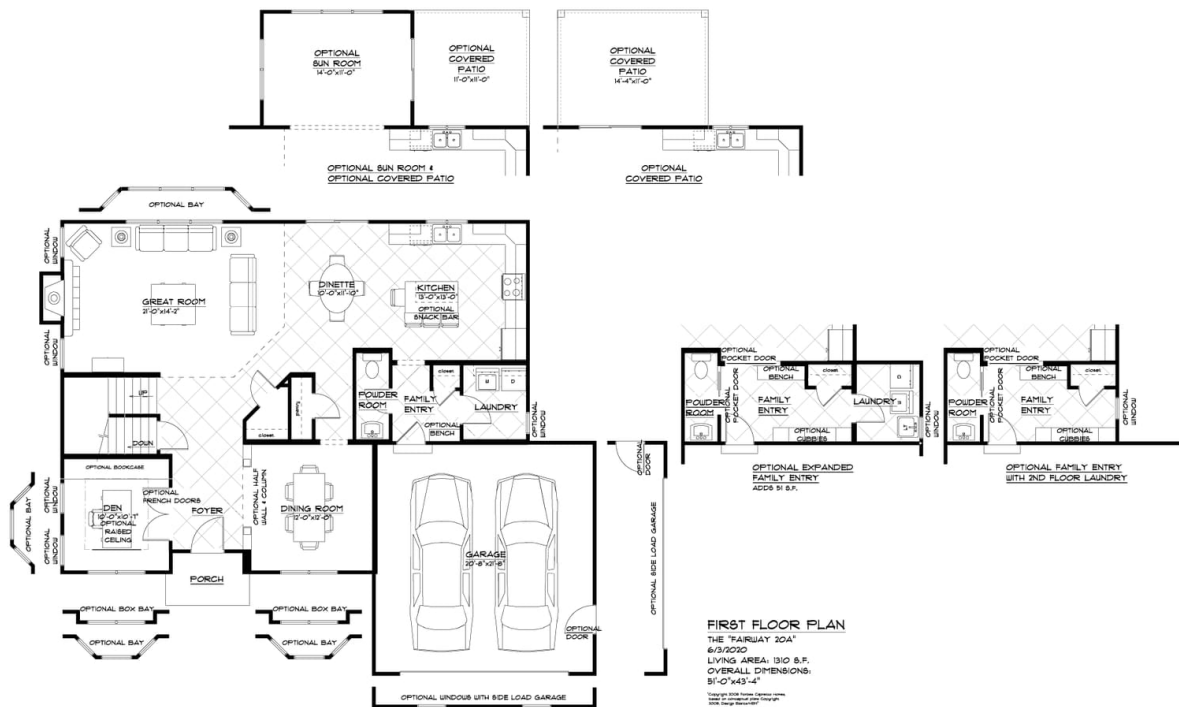 OPTIONAL
SUN ROOM
14'-0"x11'-0"
OPTIONAL
COVERED
PATIO
11'-0"x11'-0"
OPTIONAL
COVERED
PATIO
14'-4"x11'-0"
OPTIONAL SUN ROOM &
OPTIONAL COVERED PATIO
OPTIONAL
COVERED PATIO
OPTIONAL BAY
OPTIONAL
WINDOW
GREAT ROOM
21'-0"x14'-2"
DINETTE
10'-0"x11'-10"
KITCHEN
13'-0"x13'-0"
OPTIONAL
SNACK BAR
OPTIONAL
WINDOW
UP
DOWN
closet
closet
POWDER
ROOM
FAMILY
ENTRY
closet
W
D
LAUNDRY
OPTIONAL
BENCH
OPTIONAL
WINDOW
OPTIONAL BOOKCASE
OPTIONAL BAY
OPTIONAL
WINDOW
OPTIONAL
WINDOW
DEN
10'-0"x10'-7"
OPTIONAL
RAISED
CEILING
OPTIONAL
FRENCH DOORS
FOYER
OPTIONAL HALF
WALL & COLUMN
DINING ROOM
12'-0"x12'-0"
PORCH
GARAGE
20'-8"x21'-8"
OPTIONAL
DOOR
OPTIONAL
DOOR
OPTIONAL SIDE LOAD GARAGE
OPTIONAL BOX BAY
OPTIONAL BAY
OPTIONAL BOX BAY
OPTIONAL BAY
OPTIONAL WINDOWS WITH SIDE LOAD GARAGE
OPTIONAL
POCKET DOOR
OPTIONAL
BENCH
closet
POWDER
ROOM
OPTIONAL
POCKET DOOR
FAMILY
ENTRY
LAUNDRY
D
W
LT
OPTIONAL
CUBBIES
OPTIONAL
WINDOW
OPTIONAL EXPANDED
FAMILY ENTRY
ADDS 51 S.F.
OPTIONAL
POCKET DOOR
OPTIONAL
BENCH
closet
POWDER
ROOM
OPTIONAL
POCKET DOOR
FAMILY
ENTRY
OPTIONAL
CUBBIES
OPTIONAL
WINDOW
OPTIONAL FAMILY ENTRY
WITH 2ND FLOOR LAUNDRY
FIRST FLOOR PLAN
THE "FAIRWAY 20A"
6/3/2020
LIVING AREA: 1310 S.F.
OVERALL DIMENSIONS:
51'-0"x43'-4"